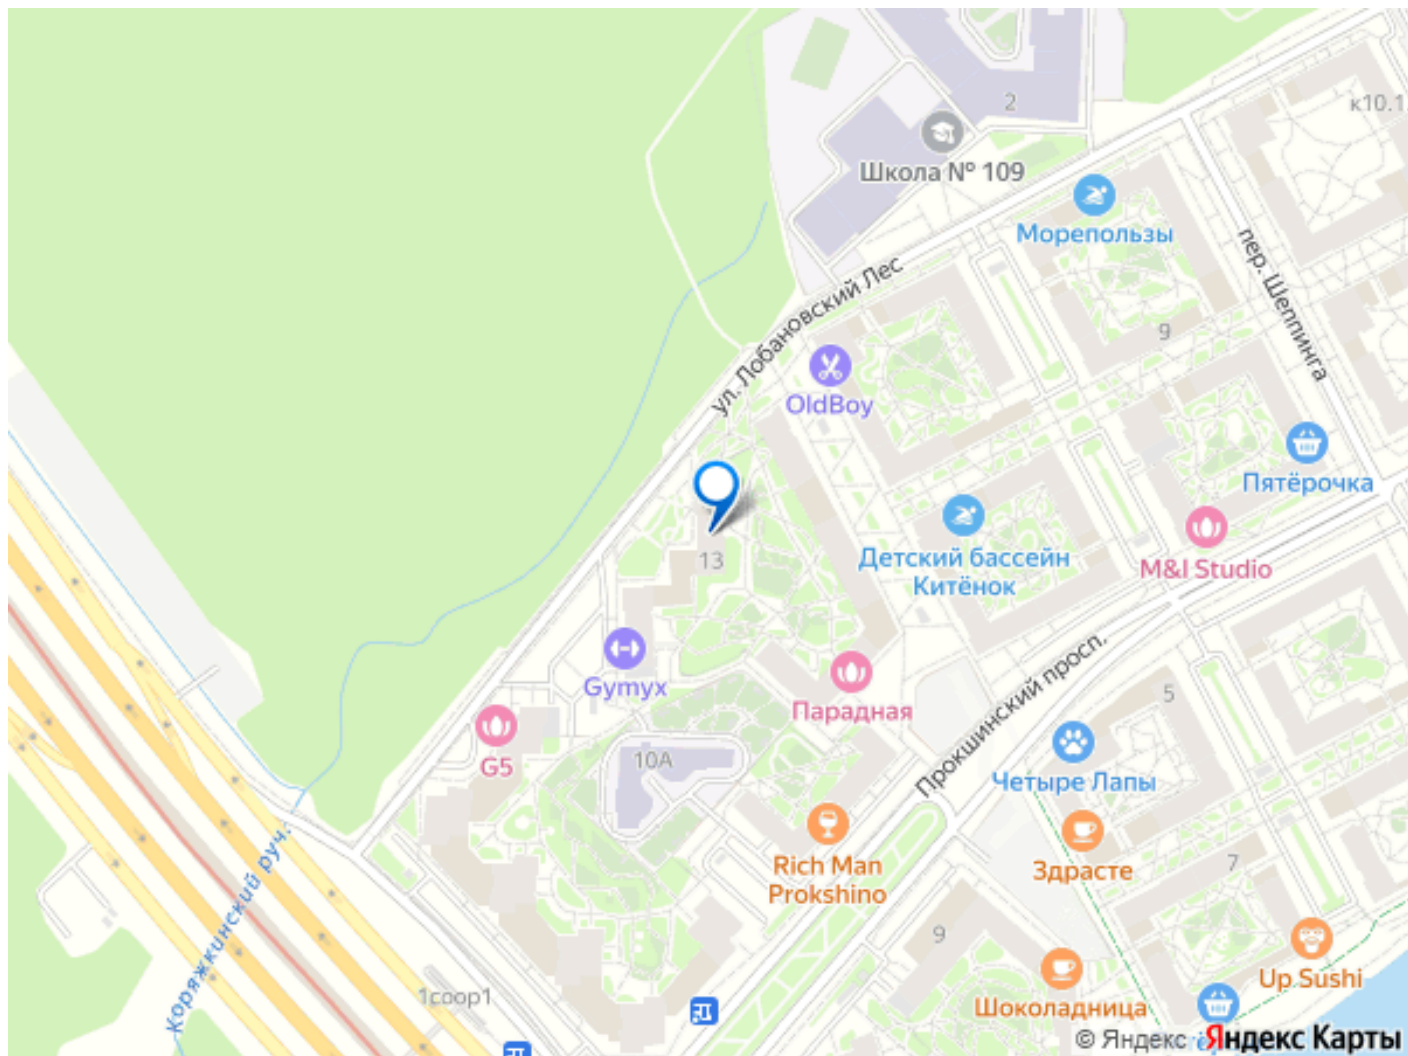 2
к10.1
Школа № 109
Морепользы
пер. Шеппинга
ул. Лобановский Лес
9
OldBoy
Пятёрочка
Детский бассейн
Китёнок
M&I Studio
13
Gymyx
Парадная
Прокшинский просп.
5
G5
10А
Четыре Лапы
Rich Man
Prokshino
Здрасте
7
Коряжкинский руч.
9
Up Sushi
1соор1
Шоколадница
© Яндекс Яндекс Карты